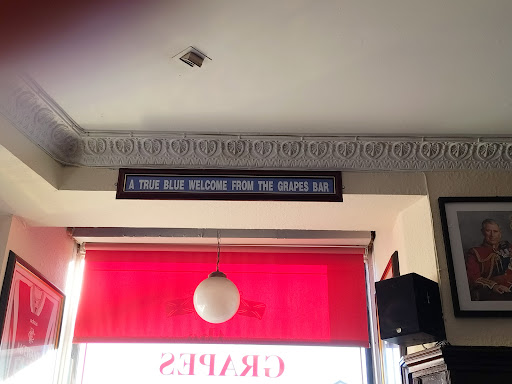 A TRUE BLUE WELCOME FROM THE GRAPES BAR
GRAPES